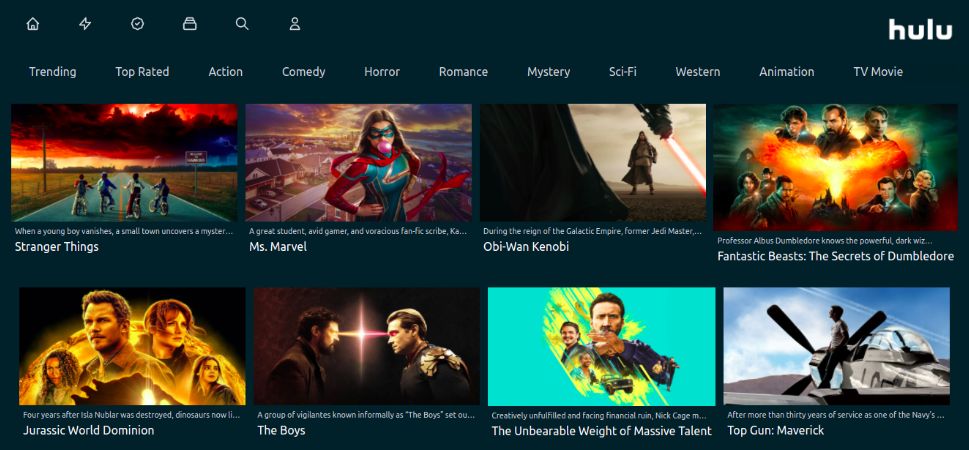 hulu
Trending Top Rated Action Comedy Horror Romance Mystery Sci-Fi Western Animation TV Movie
When a young boy vanishes, a small town uncovers a myster...
Stranger Things
A great student, avid gamer, and voracious fan-fic scribe, Ka...
Ms. Marvel
During the reign of the Galactic Empire, former Jedi Master,...
Obi-Wan Kenobi
Professor Albus Dumbledore knows the powerful, dark wiz...
Fantastic Beasts: The Secrets of Dumbledore
Four years after Isla Nublar was destroyed, dinosaurs now li...
Jurassic World Dominion
A group of vigilantes known informally as “The Boys” set ou...
The Boys
Creatively unfulfilled and facing financial ruin, Nick Cage m...
The Unbearable Weight of Massive Talent
After more than thirty years of service as one of the Navy’s ...
Top Gun: Maverick